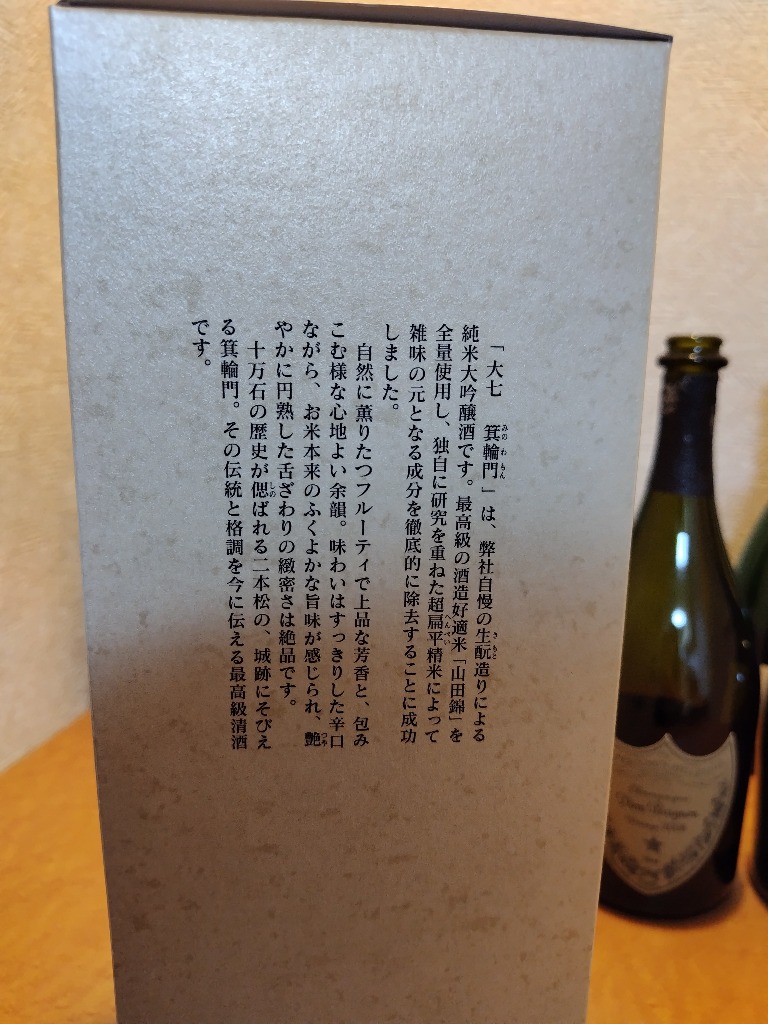 「大七　箕輪門」は、弊社自慢の生酛造りによる
純米大吟醸酒です。最高級の酒造好適米「山田錦」を
全量使用し、独自に研究を重ねた超扁平精米によって
雑味の元となる成分を徹底的に除去することに成功
しました。
　自然に薫りたつフルーティで上品な芳香と、包み
こむ様な心地よい余韻。味わいはすっきりした辛口
ながら、お米本来のふくよかな旨味が感じられ、艶
やかに円熟した舌ざわりの緻密さは絶品です。
　十万石の歴史が偲ばれる二本松の、城跡にそびえ
る箕輪門。その伝統と格調を今に伝える最高級清酒
です。
Champagne
Dom Pérignon